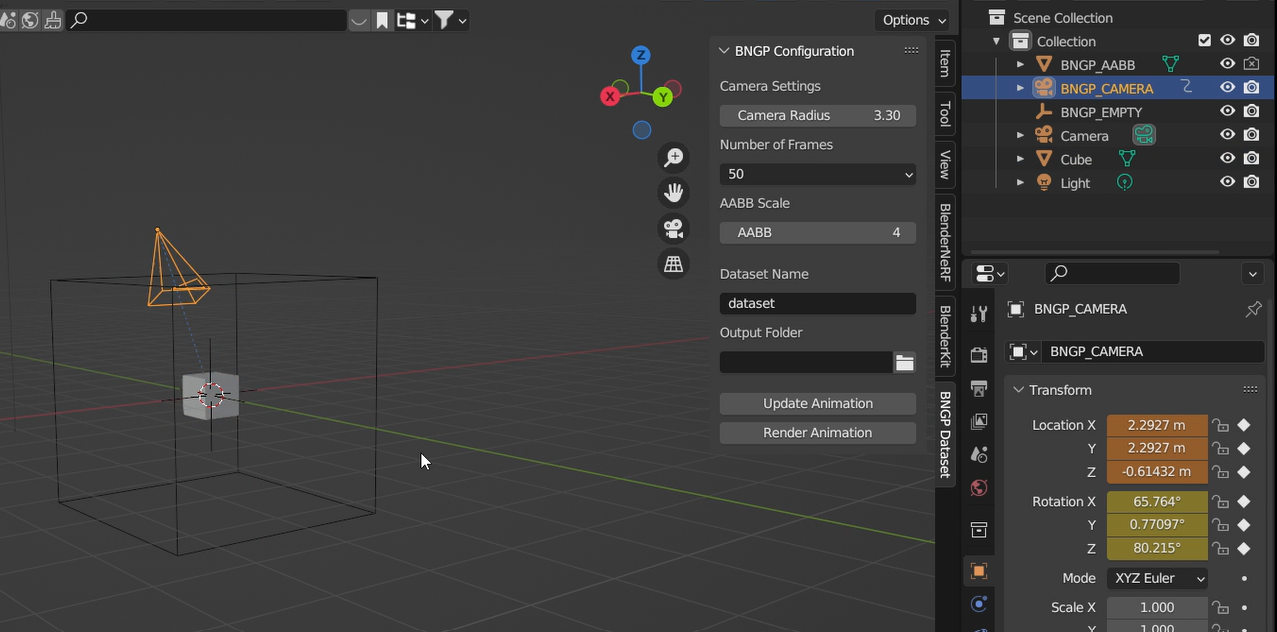 Options
Z
X
Y
BNGP Configuration
Camera Settings
Camera Radius 3.30
Number of Frames
50
AABB Scale
AABB 4
Dataset Name
dataset
Output Folder
Update Animation
Render Animation
Item
Tool
View
BlenderNeRF
BlenderKit
BNGP Dataset
Scene Collection
Collection
BNGP_AABB
BNGP_CAMERA
BNGP_EMPTY
Camera
Cube
Light
BNGP_CAMERA
BNGP_CAMERA
Transform
Location X 2.2927 m
Y 2.2927 m
Z -0.61432 m
Rotation X 65.764°
Y 0.77097°
Z 80.215°
Mode XYZ Euler
Scale X 1.000
Y 1.000